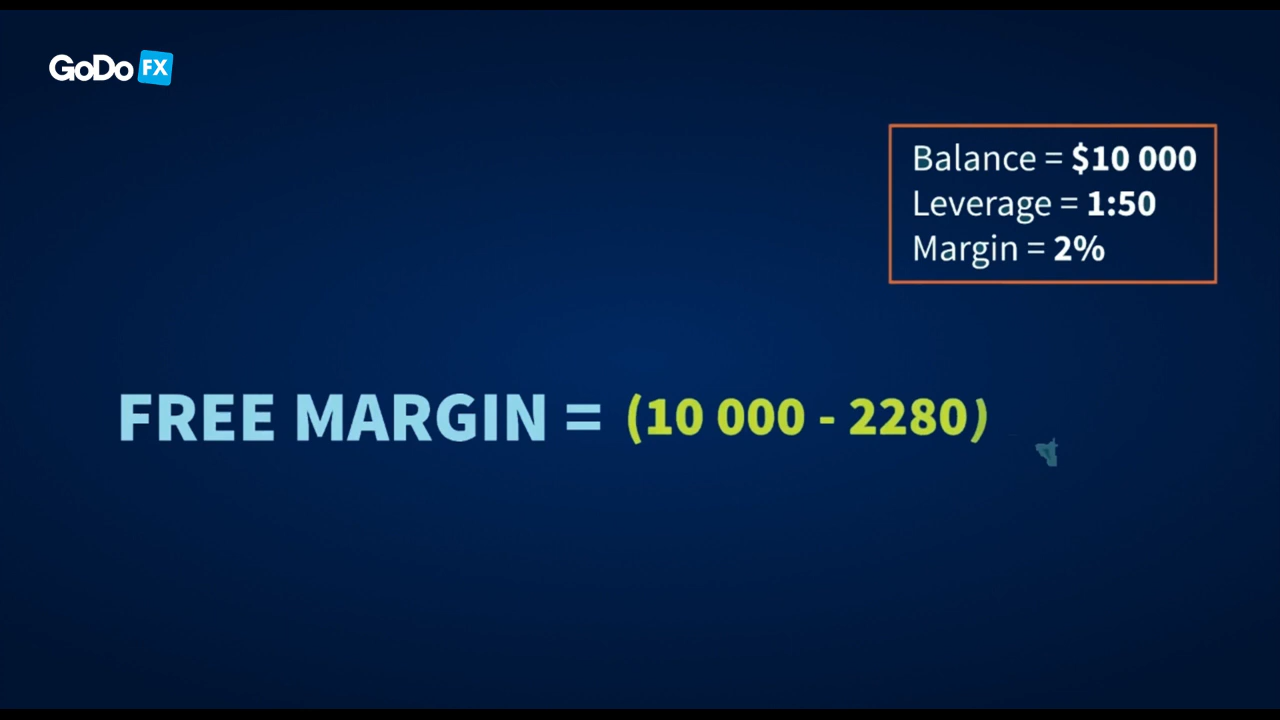 GoDo FX
Balance = $10 000
Leverage = 1:50
Margin = 2%
FREE MARGIN = (10 000 - 2280)